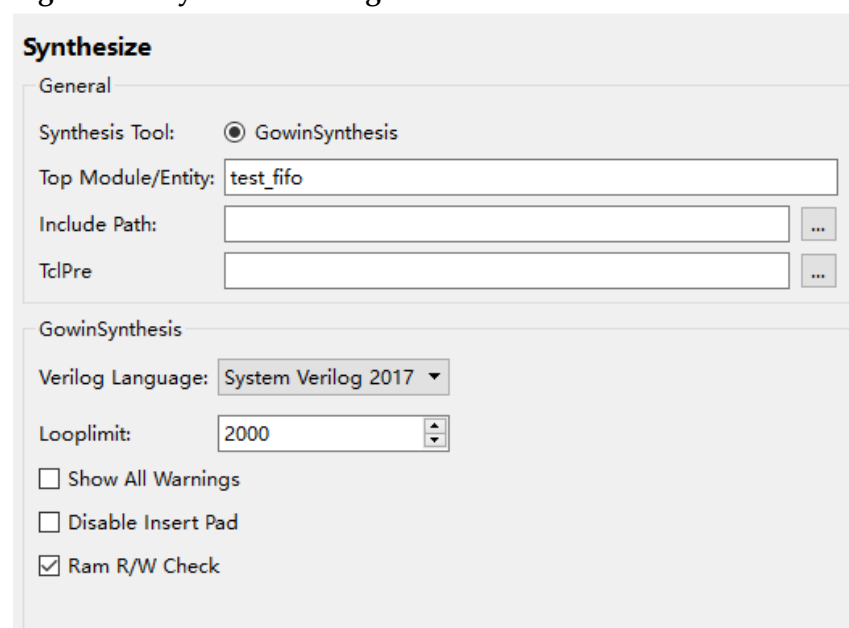 Synthesize
General
Synthesis Tool: GowinSynthesis
Top Module/Entity: test_fifo
Include Path: ...
TclPre ...
GowinSynthesis
Verilog Language: System Verilog 2017
Looplimit: 2000
Show All Warnings
Disable Insert Pad
Ram R/W Check